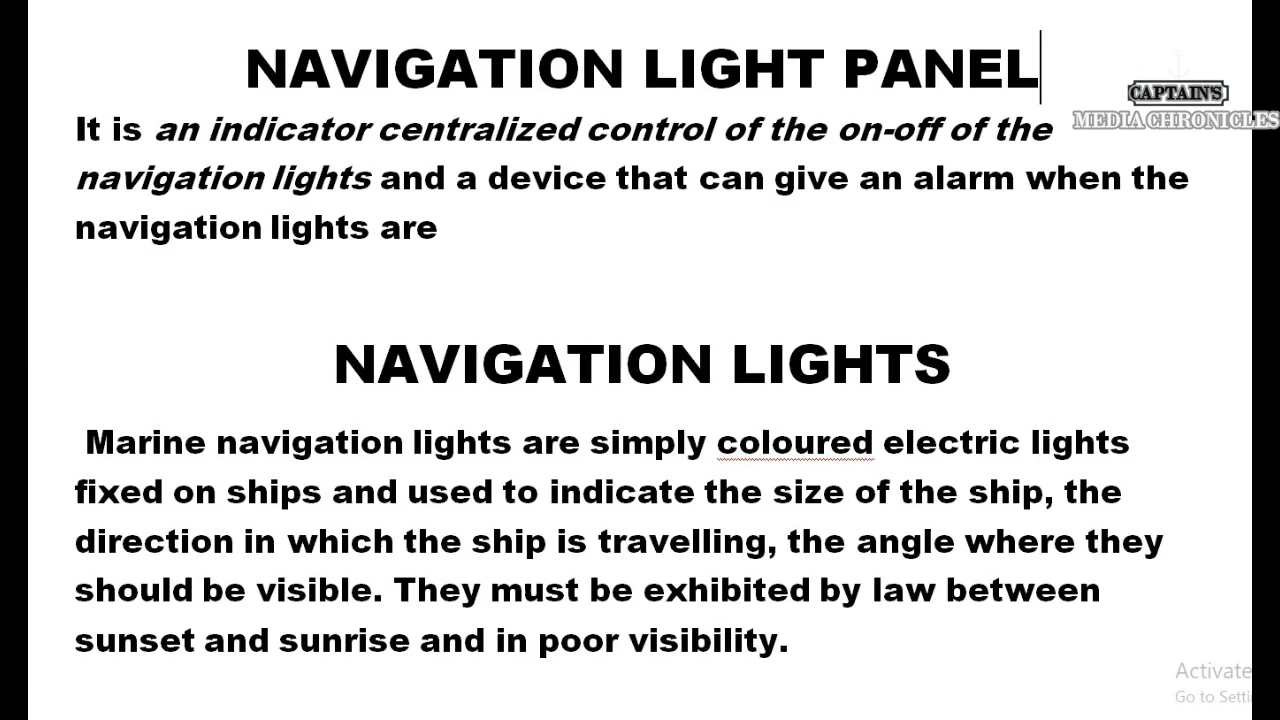 NAVIGATION LIGHT PANEL
CAPTAIN'S
MEDIA CHRONICLES
It is an indicator centralized control of the on-off of the
navigation lights and a device that can give an alarm when the
navigation lights are
NAVIGATION LIGHTS
Marine navigation lights are simply coloured electric lights
fixed on ships and used to indicate the size of the ship, the
direction in which the ship is travelling, the angle where they
should be visible. They must be exhibited by law between
sunset and sunrise and in poor visibility.
Activate
Go to Setti